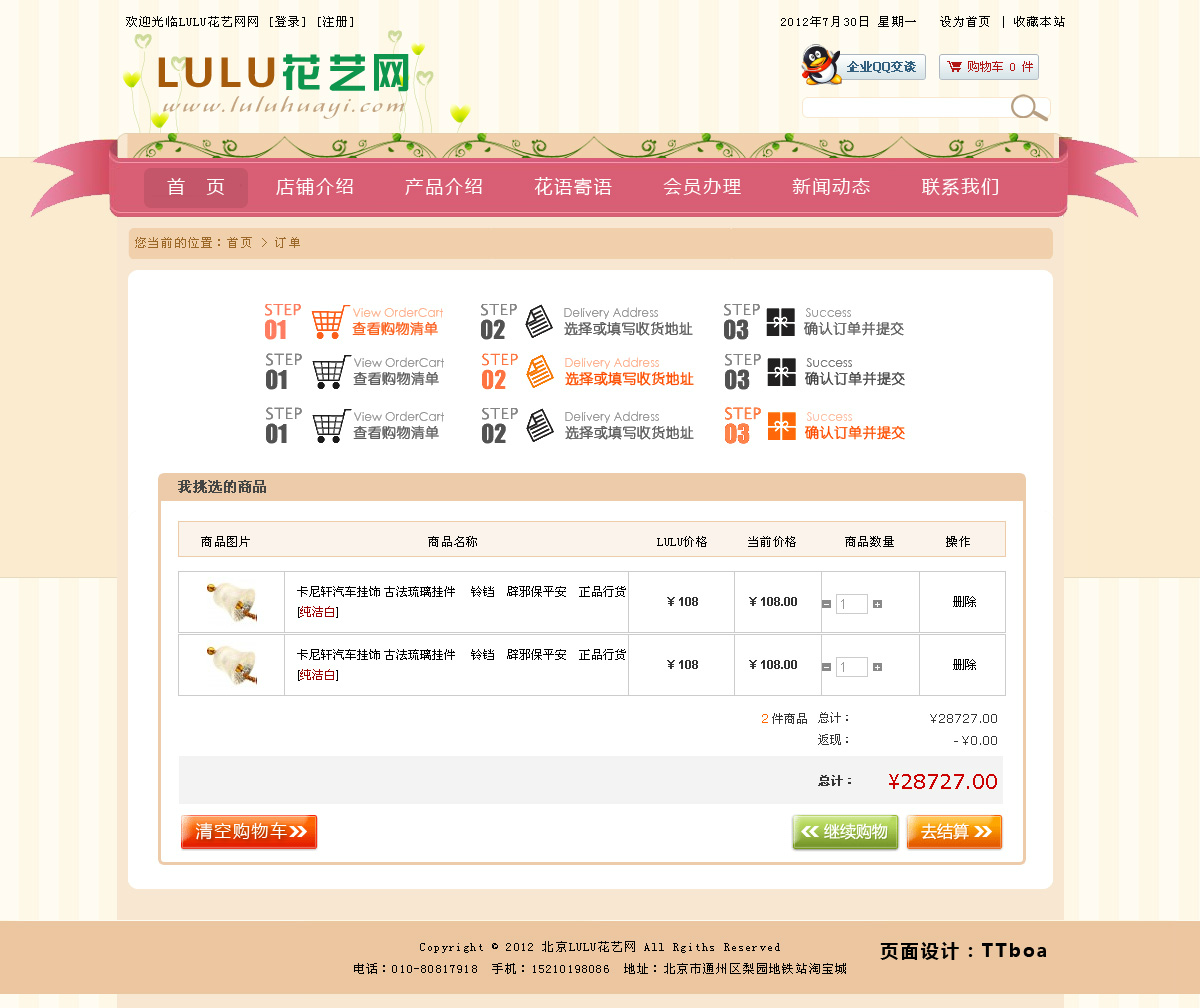 欢迎光临LULU花艺网网 [登录] [注册] 2012年7月30日 星期一 设为首页 | 收藏本站
LULU花艺网
www.luluhuayi.com
企业QQ交谈 购物车 0 件
首 页 店铺介绍 产品介绍 花语寄语 会员办理 新闻动态 联系我们
您当前的位置：首页 > 订单
STEP 01 View OrderCart 查看购物清单 STEP 02 Delivery Address 选择或填写收货地址 STEP 03 Success 确认订单并提交
STEP 01 View OrderCart 查看购物清单 STEP 02 Delivery Address 选择或填写收货地址 STEP 03 Success 确认订单并提交
STEP 01 View OrderCart 查看购物清单 STEP 02 Delivery Address 选择或填写收货地址 STEP 03 Success 确认订单并提交
我挑选的商品
商品图片 商品名称 LULU价格 当前价格 商品数量 操作
卡尼轩汽车挂饰 古法琉璃挂件 铃铛 辟邪保平安 正品行货 ¥ 108 ¥ 108.00 1 删除
[纯洁白]
卡尼轩汽车挂饰 古法琉璃挂件 铃铛 辟邪保平安 正品行货 ¥ 108 ¥ 108.00 1 删除
[纯洁白]
2 件商品 总计： ¥28727.00
返现： - ¥0.00
总计： ¥28727.00
清空购物车 继续购物 去结算
Copyright © 2012 北京LULU花艺网 All Rgiths Reserved
页面设计：TTboa
电话：010-80817918 手机：15210198086 地址：北京市通州区梨园地铁站淘宝城